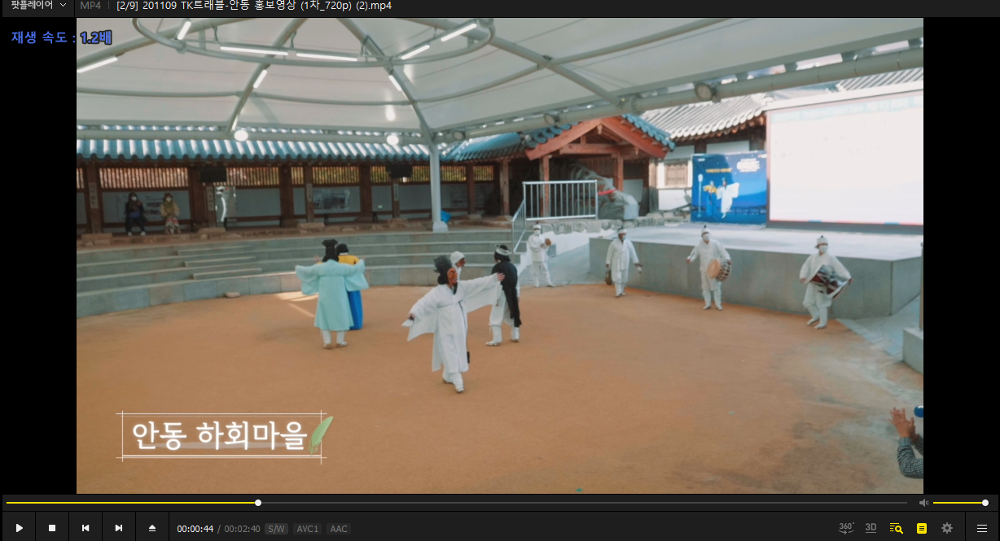 팟플레이어 MP4 [2/9] 201109 TK트래블-안동 홍보영상 (1차_720p) (2).mp4
재생 속도 : 1.2배
안동 하회마을
00:00:44 / 00:02:40 S/W AVC1 AAC
360° 3D